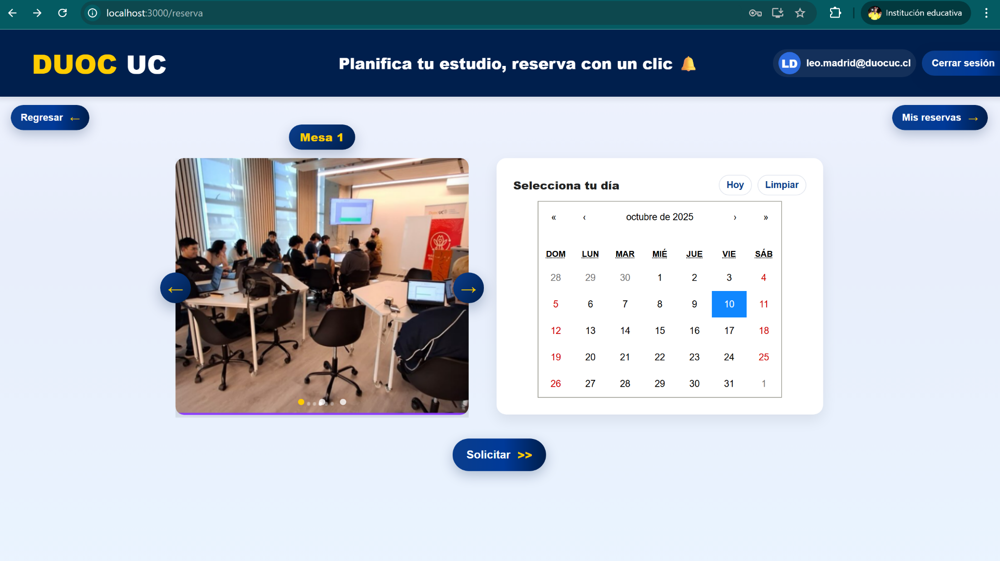 localhost:3000/reserva
Institución educativa
DUOC UC
Planifica tu estudio, reserva con un clic 🔔
LD leo.madrid@duocuc.cl
Cerrar sesión
Regresar ←
Mis reservas →
Mesa 1
Duoc UC
Selecciona tu día
Hoy
Limpiar
« ‹ octubre de 2025 › »
DOM LUN MAR MIÉ JUE VIE SÁB
28 29 30 1 2 3 4
5 6 7 8 9 10 11
12 13 14 15 16 17 18
19 20 21 22 23 24 25
26 27 28 29 30 31 1
← →
Solicitar >>